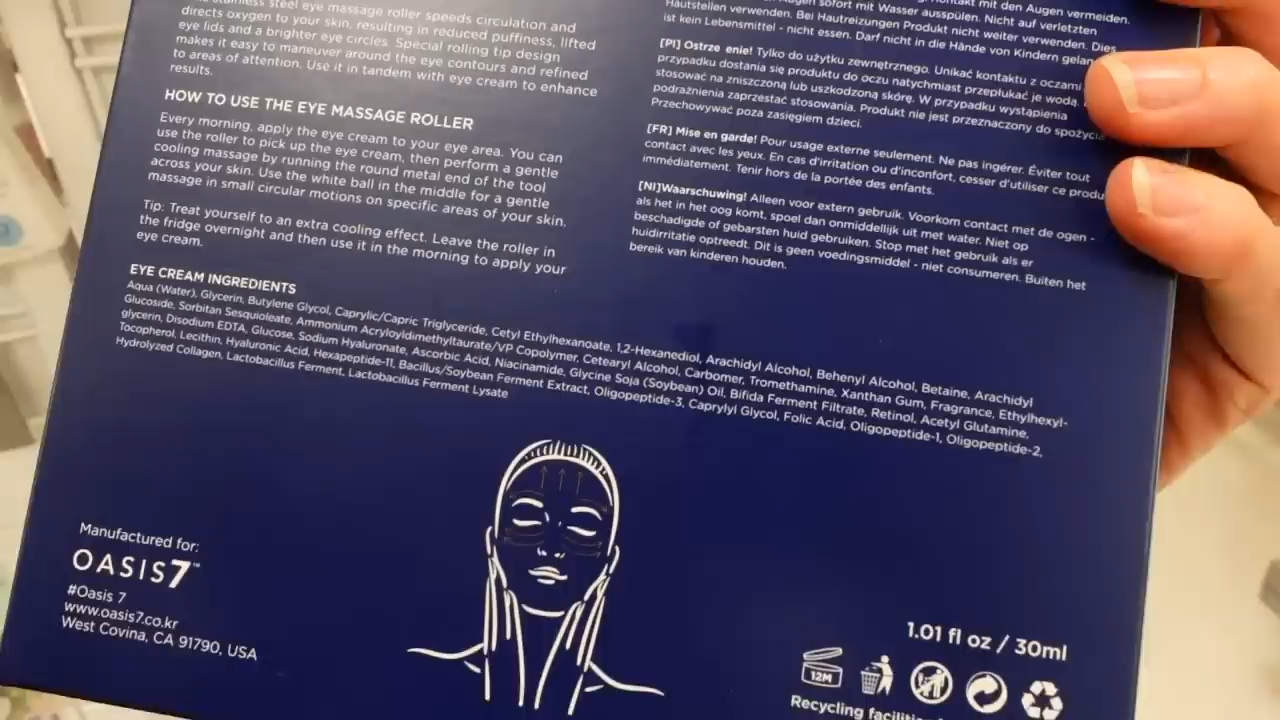 stainless steel eye massage roller speeds circulation and
directs oxygen to your skin, resulting in reduced puffiness, lifted
eye lids and a brighter eye circles. Special rolling tip design
makes it easy to maneuver around the eye contours and refined
to areas of attention. Use it in tandem with eye cream to enhance
results.
HOW TO USE THE EYE MASSAGE ROLLER
Every morning, apply the eye cream to your eye area. You can
use the roller to pick up the eye cream, then perform a gentle
cooling massage by running the round metal end of the tool
across your skin. Use the white ball in the middle for a gentle
massage in small circular motions on specific areas of your skin.
Tip: Treat yourself to an extra cooling effect. Leave the roller in
the fridge overnight and then use it in the morning to apply your
eye cream.
mit den Augen vermeiden.
Augen sofort mit Wasser ausspülen. Nicht auf verletzten
Hautstellen verwenden. Bei Hautreizungen Produkt nicht weiter verwenden. Dies
ist kein Lebensmittel - nicht essen. Darf nicht in die Hände von Kindern
[Pl] Ostrze enie! Tylko do użytku zewnętrznego. Unikać kontaktu z oczami
przypadku dostania się produktu do oczu natychmiast przepłukać je wodą.
stosować na zniszczoną lub uszkodzoną skórę. W przypadku wystąpienia
podrażnienia zaprzestać stosowania. Produkt nie jest przeznaczony do
Przechowywać poza zasięgiem dzieci.
[FR] Mise en garde! Pour usage externe seulement. Ne pas ingérer. Éviter tout
contact avec les yeux. En cas d'irritation ou d'inconfort, cesser d'utiliser ce
immédiatement. Tenir hors de la portée des enfants.
[Nl]Waarschuwing! Alleen voor extern gebruik. Voorkom contact met de ogen -
als het in het oog komt, spoel dan onmiddellijk uit met water. Niet op
beschadigde of gebarsten huid gebruiken. Stop met het gebruik als er
huidirritatie optreedt. Dit is geen voedingsmiddel - niet consumeren. Buiten het
bereik van kinderen houden.
EYE CREAM INGREDIENTS
Aqua (Water), Glycerin, Butylene Glycol, Caprylic/Capric Triglyceride, Cetyl Ethylhexanoate, 1,2-Hexanediol, Arachidyl Alcohol, Behenyl Alcohol, Betaine, Arachidyl
Glucoside, Sorbitan Sesquioleate, Ammonium Acryloyldimethyltaurate/VP Copolymer, Cetearyl Alcohol, Carbomer, Tromethamine, Xanthan Gum, Fragrance, Ethylhexyl-
glycerin, Disodium EDTA, Glucose, Sodium Hyaluronate, Ascorbic Acid, Niacinamide, Glycine Soja (Soybean) Oil, Bifida Ferment Filtrate, Retinol, Acetyl Glutamine,
Tocopherol, Lecithin, Hyaluronic Acid, Hexapeptide-11, Bacillus/Soybean Ferment Extract, Oligopeptide-3, Caprylyl Glycol, Folic Acid, Oligopeptide-1, Oligopeptide-2,
Hydrolyzed Collagen, Lactobacillus Ferment, Lactobacillus Ferment Lysate
Manufactured for:
OASIS7™
#Oasis 7
www.oasis7.co.kr
West Covina, CA 91790, USA
1.01 fl oz / 30ml
12M
Recycling